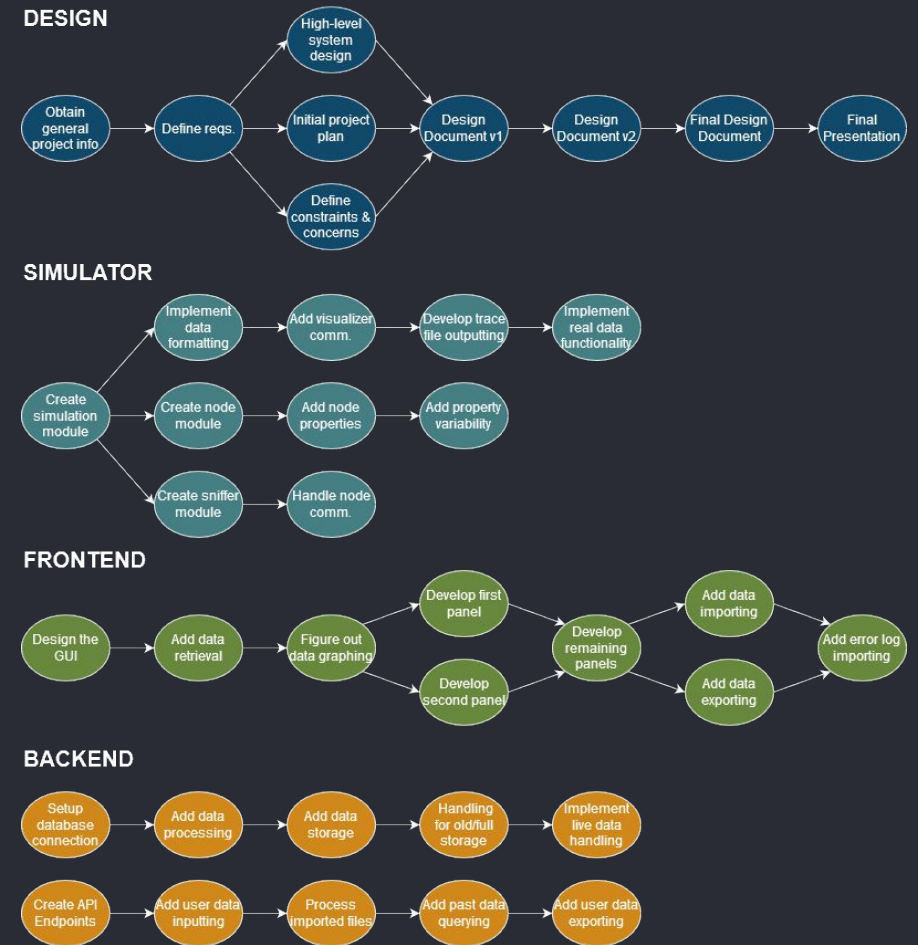 DESIGN
High-level
system
design
Obtain
general
project info
Define reqs.
Initial project
plan
Design
Document v1
Design
Document v2
Final Design
Document
Final
Presentation
Define
constraints &
concerns
SIMULATOR
Implement
data
formatting
Add visualizer
comm.
Develop trace
file outputting
Implement
real data
functionality
Create
simulation
module
Create node
module
Add node
properties
Add property
variability
Create sniffer
module
Handle node
comm.
FRONTEND
Develop first
panel
Add data
importing
Design the
GUI
Add data
retrieval
Figure out
data graphing
Develop
remaining
panels
Add error log
importing
Develop
second panel
Add data
exporting
BACKEND
Setup
database
connection
Add data
processing
Add data
storage
Handling
for old/full
storage
Implement
live data
handling
Create API
Endpoints
Add user data
inputting
Process
imported files
Add past data
querying
Add user data
exporting